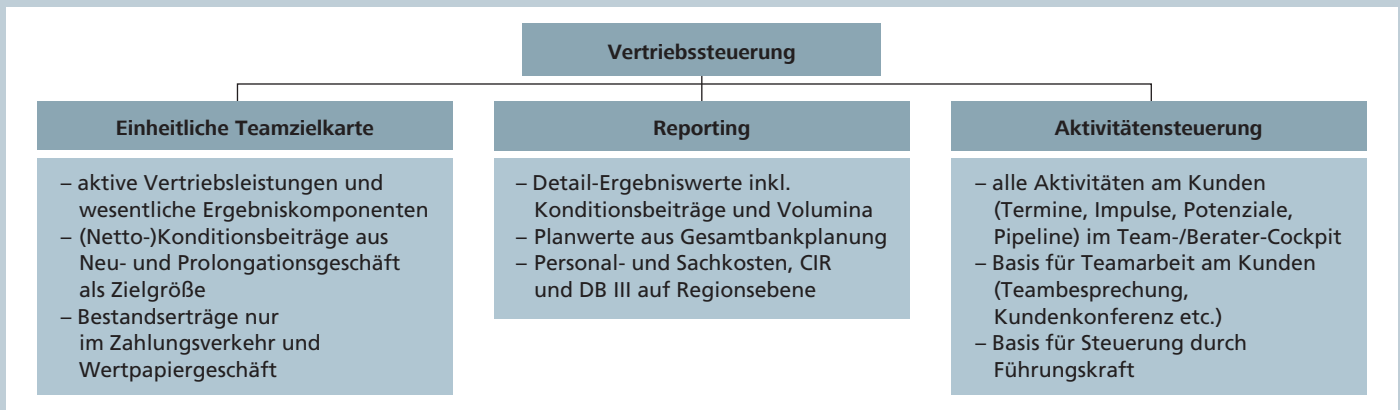 Vertriebssteuerung
Einheitliche Teamzielkarte
– aktive Vertriebsleistungen und
wesentliche Ergebniskomponenten
– (Netto-)Konditionsbeiträge aus
Neu- und Prolongationsgeschäft
als Zielgröße
– Bestandserträge nur
im Zahlungsverkehr und
Wertpapiergeschäft
Reporting
– Detail-Ergebniswerte inkl.
Konditionsbeiträge und Volumina
– Planwerte aus Gesamtbankplanung
– Personal- und Sachkosten, CIR
und DB III auf Regionsebene
Aktivitätensteuerung
– alle Aktivitäten am Kunden
(Termine, Impulse, Potenziale,
Pipeline) im Team-/Berater-Cockpit
– Basis für Teamarbeit am Kunden
(Teambesprechung,
Kundenkonferenz etc.)
– Basis für Steuerung durch
Führungskraft